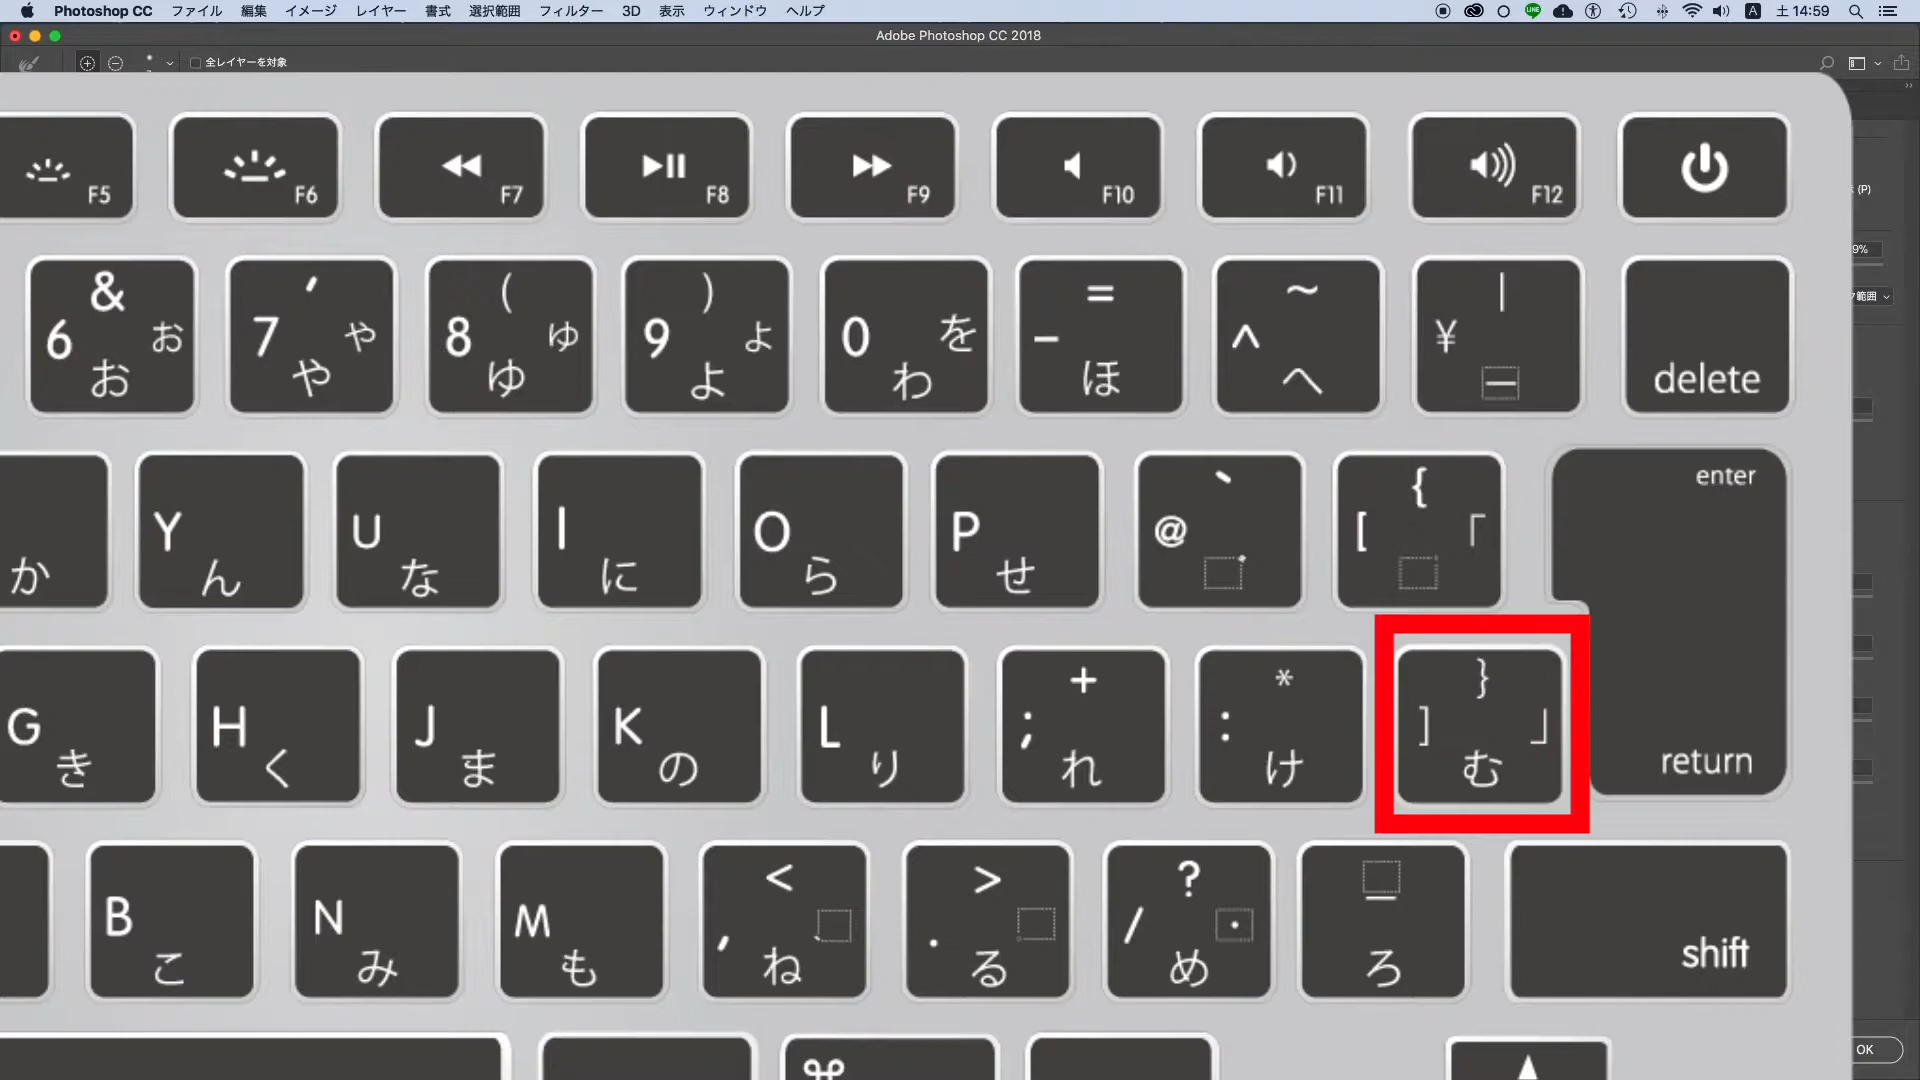 Photoshop CC ファイル 編集 イメージ レイヤー 書式 選択範囲 フィルター 3D 表示 ウィンドウ ヘルプ LINE A 土 14:59
Adobe Photoshop CC 2018
全レイヤーを対象
F5 F6 F7 F8 F9 F10 F11 F12
(P)
9%
範囲
& 6 お お
' 7 や や
( 8 ゆ ゆ
) 9 よ よ
0 を わ
= - ほ
~ ^ へ
| ¥ ー
delete
か
Y ん
U な
I に
O ら
P せ
` @ ゛
{ [ 「 ゜
enter
return
G き
H く
J ま
K の
L り
+ ; れ
* : け
} ] 」 む
B こ
N み
M も
< , 、 ね
> . 。 る
? / ・ め
_ ろ
shift
⌘
OK